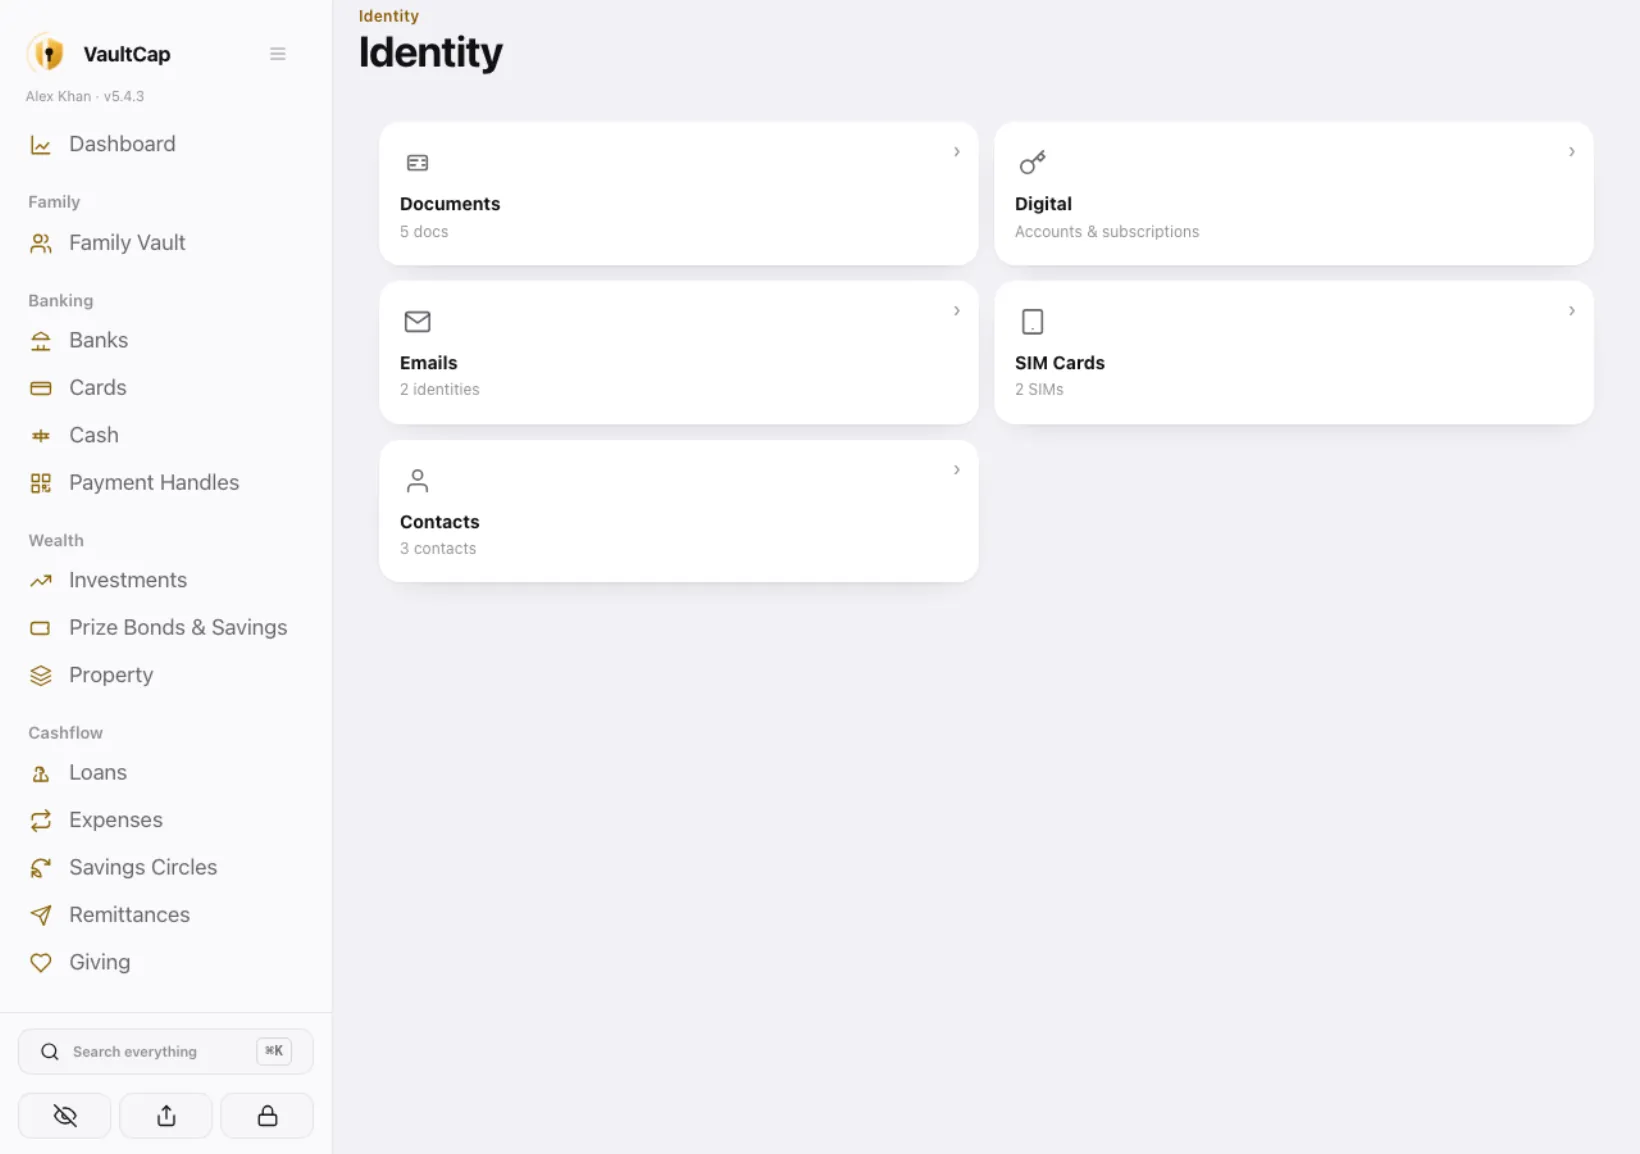 VaultCap
Alex Khan · v5.4.3
Dashboard
Family
Family Vault
Banking
Banks
Cards
Cash
Payment Handles
Wealth
Investments
Prize Bonds & Savings
Property
Cashflow
Loans
Expenses
Savings Circles
Remittances
Giving
Search everything
⌘K
Identity
Identity
Documents
5 docs
Digital
Accounts & subscriptions
Emails
2 identities
SIM Cards
2 SIMs
Contacts
3 contacts